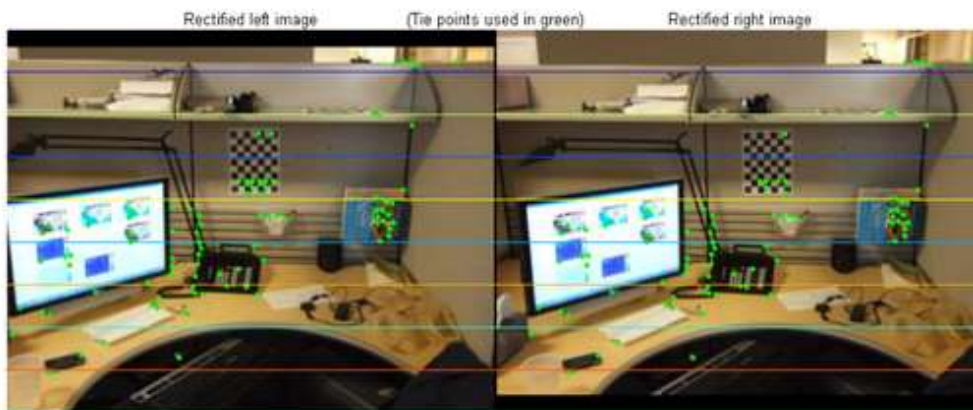 Rectified left image (Tie points used in green) Rectified right image